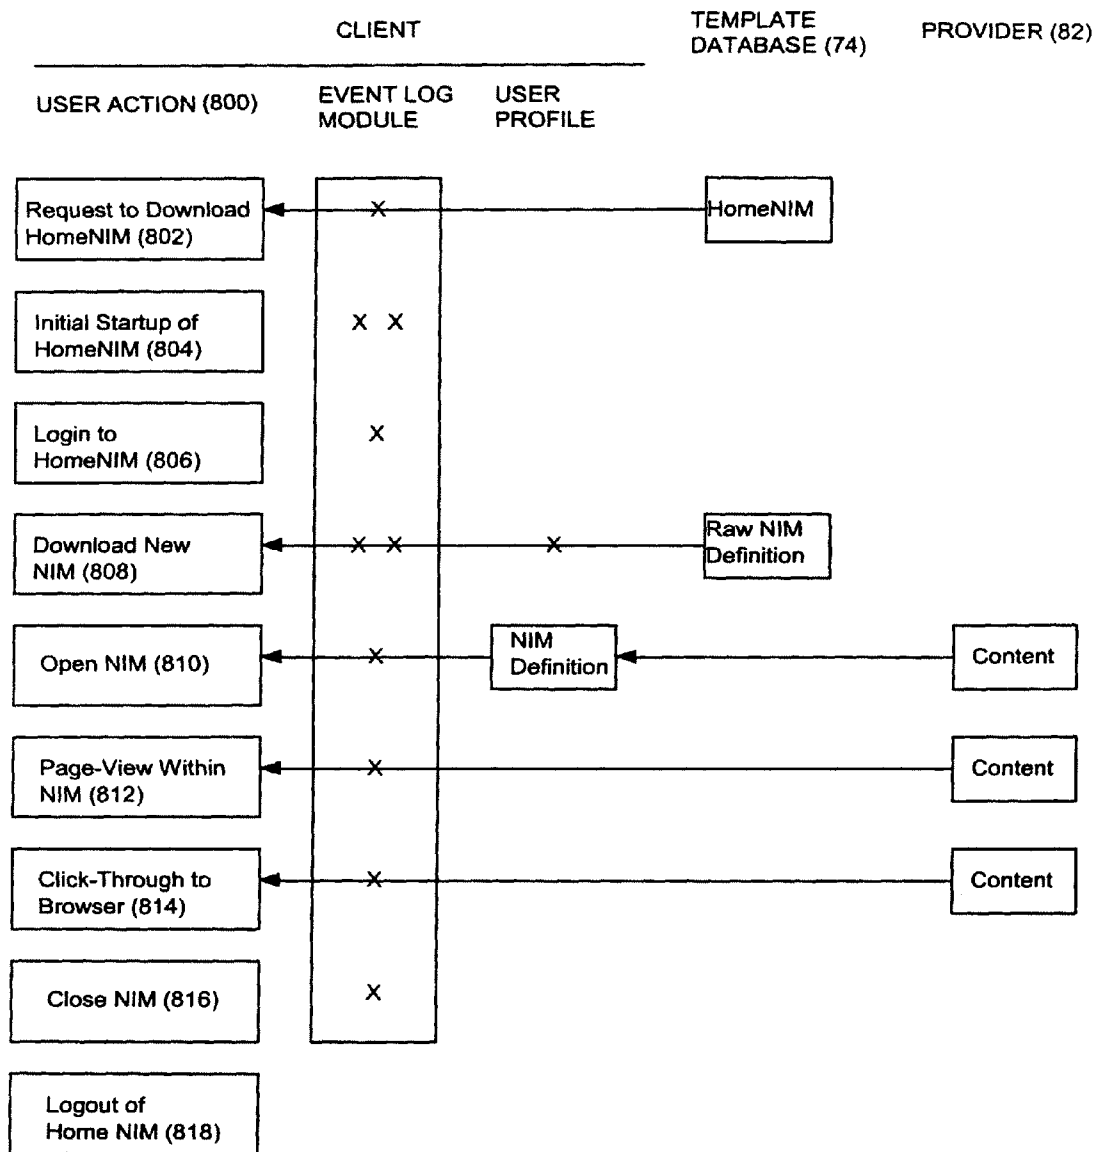 CLIENT
TEMPLATE
DATABASE (74)
PROVIDER (82)
USER ACTION (800)
EVENT LOG
MODULE
USER
PROFILE
Request to Download
HomeNIM (802)
X
HomeNIM
Initial Startup of
HomeNIM (804)
X X
Login to
HomeNIM (806)
X
Download New
NIM (808)
X X
X
Raw NIM
Definition
Open NIM (810)
X
NIM
Definition
Content
Page-View Within
NIM (812)
X
Content
Click-Through to
Browser (814)
X
Content
Close NIM (816)
X
Logout of
Home NIM (818)